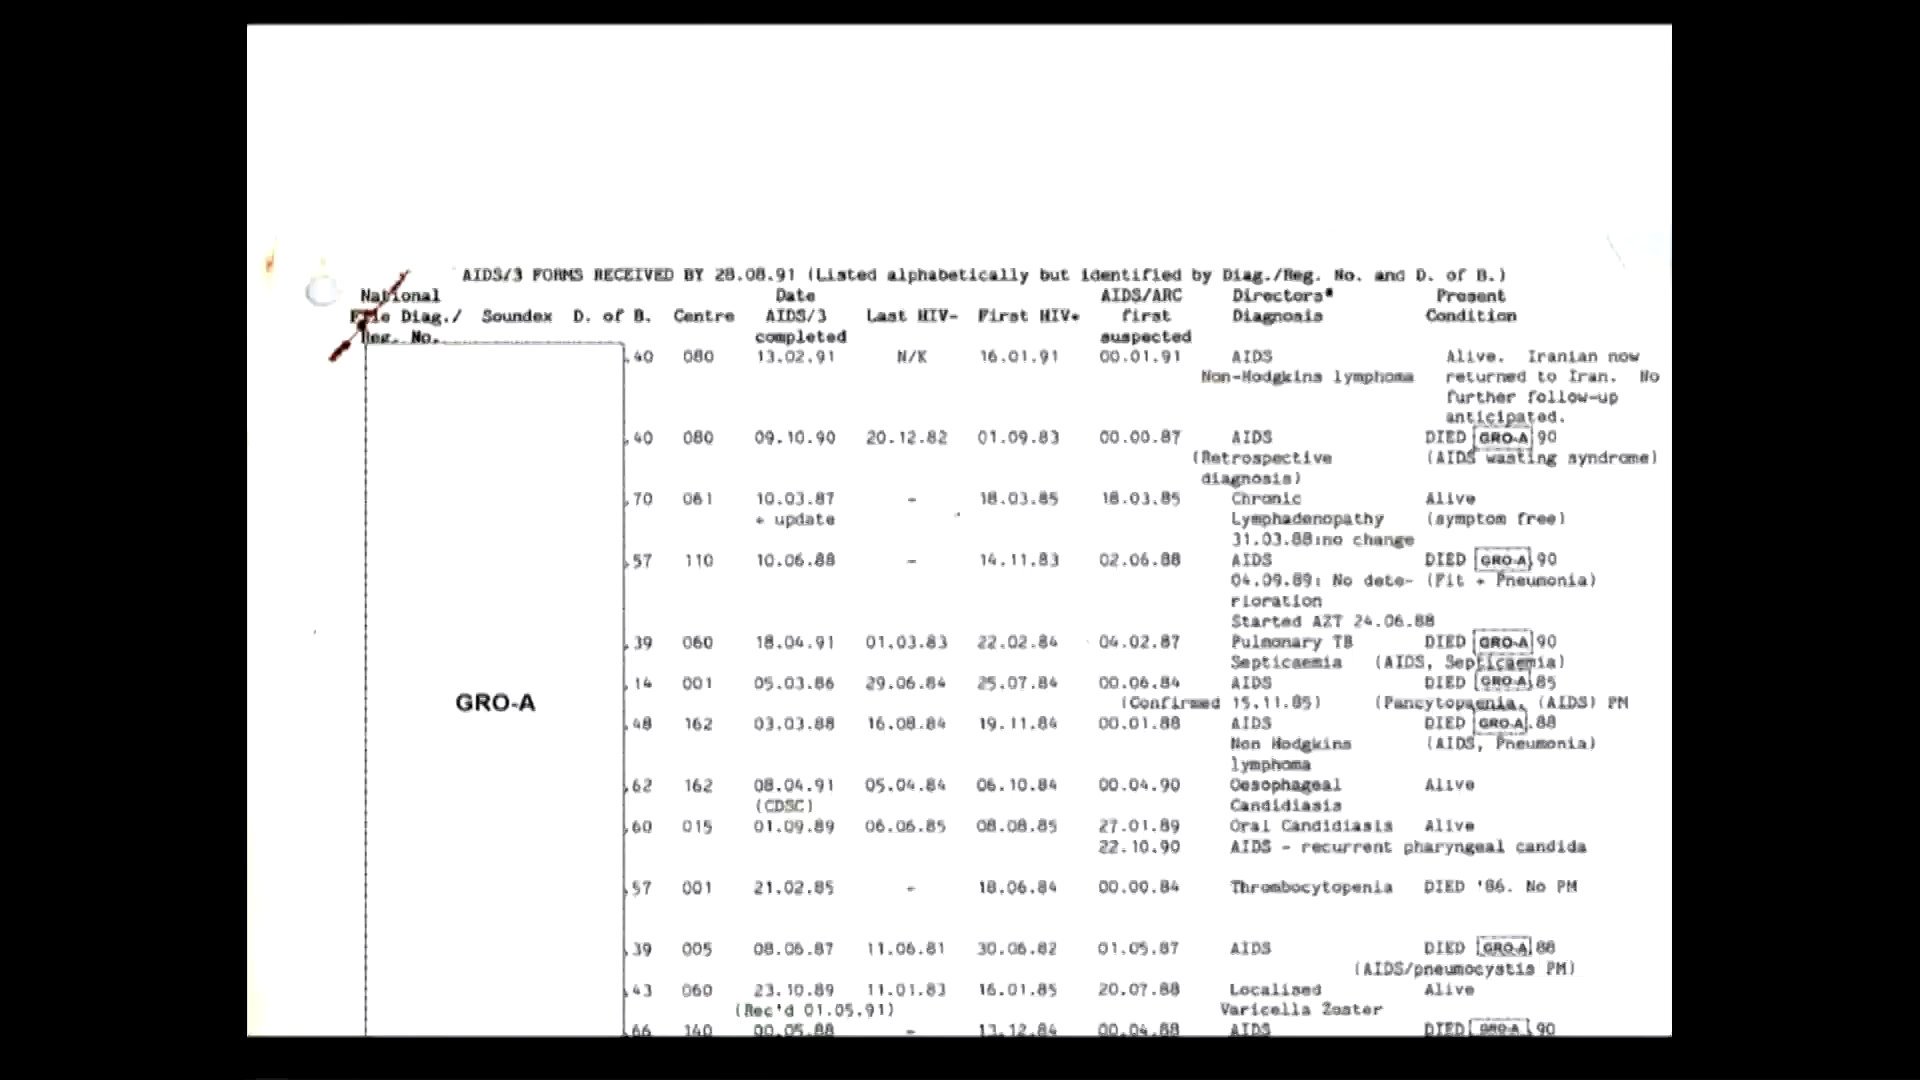 AIDS/3 FORMS RECEIVED BY 28.08.91 (Listed alphabetically but identified by Diag./Reg. No. and D. of B.)
National Date AIDS/ARC Directors* Present
File Diag./ Soundex D. of B. Centre AIDS/3 Last HIV- First HIV+ first Diagnosis Condition
Reg. No. completed suspected
.40 080 13.02.91 N/K 16.01.91 00.01.91 AIDS Alive. Iranian now
Non-Hodgkins lymphoma returned to Iran. No
further follow-up
anticipated.
.40 080 09.10.90 20.12.82 01.09.83 00.00.87 AIDS DIED GRO-A 90
(Retrospective (AIDS wasting syndrome)
diagnosis)
.70 061 10.03.87 - 18.03.85 18.03.85 Chronic Alive
+ update Lymphadenopathy (symptom free)
31.03.88:no change
.57 110 10.06.88 - 14.11.83 02.06.88 AIDS DIED GRO-A 90
04.09.89: No dete- (Fit + Pneumonia)
rioration
Started AZT 24.06.88
.39 060 18.04.91 01.03.83 22.02.84 04.02.87 Pulmonary TB DIED GRO-A 90
Septicaemia (AIDS, Septicaemia)
GRO-A
.14 001 05.03.86 29.06.84 25.07.84 00.06.84 AIDS DIED GRO-A 85
(Confirmed 15.11.85) (Pancytopaenia, (AIDS) PM
.48 162 03.03.88 16.08.84 19.11.84 00.01.88 AIDS DIED GRO-A .88
Non Hodgkins (AIDS, Pneumonia)
lymphoma
.62 162 08.04.91 05.04.84 06.10.84 00.04.90 Oesophageal Alive
(CDSC) Candidiasis
.60 015 01.09.89 06.06.85 08.08.85 27.01.89 Oral Candidiasis Alive
22.10.90 AIDS - recurrent pharyngeal candida
.57 001 21.02.85 - 18.06.84 00.00.84 Thrombocytopenia DIED '86. No PM
.39 005 08.06.87 11.06.81 30.06.82 01.05.87 AIDS DIED GRO-A 88
(AIDS/pneumocystis PM)
.43 060 23.10.89 11.01.83 16.01.85 20.07.88 Localised Alive
(Rec'd 01.05.91) Varicella Zoster
.66 140 00.05.88 - 13.12.84 00.04.88 AIDS DIED GRO-A 90